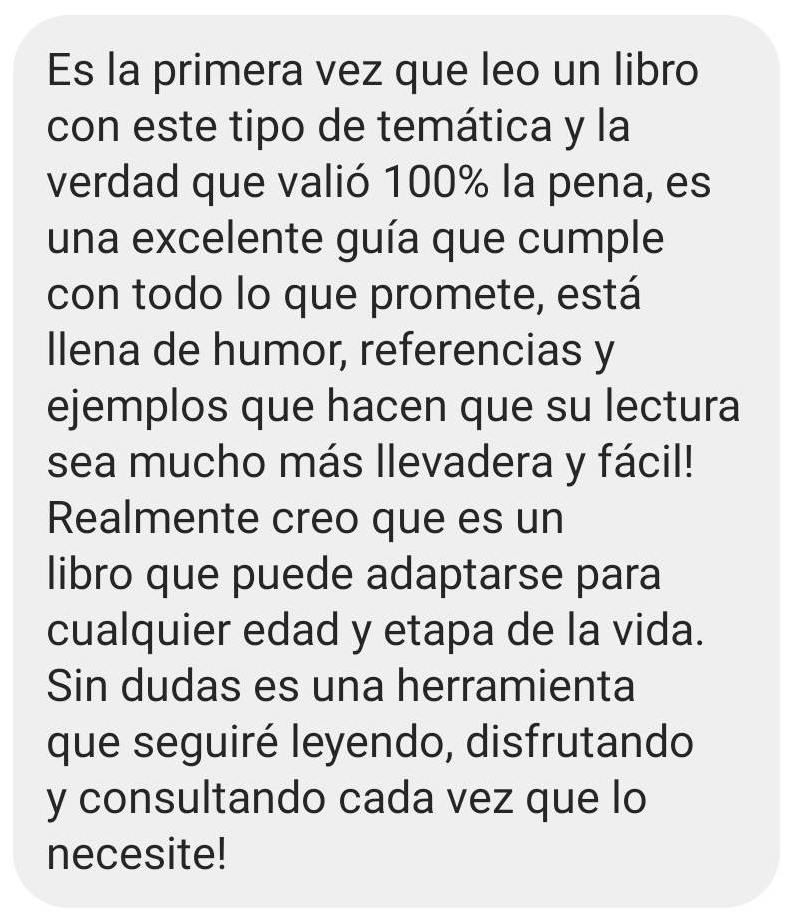 Es la primera vez que leo un libro
con este tipo de temática y la
verdad que valió 100% la pena, es
una excelente guía que cumple
con todo lo que promete, está
llena de humor, referencias y
ejemplos que hacen que su lectura
sea mucho más llevadera y fácil!
Realmente creo que es un
libro que puede adaptarse para
cualquier edad y etapa de la vida.
Sin dudas es una herramienta
que seguiré leyendo, disfrutando
y consultando cada vez que lo
necesite!